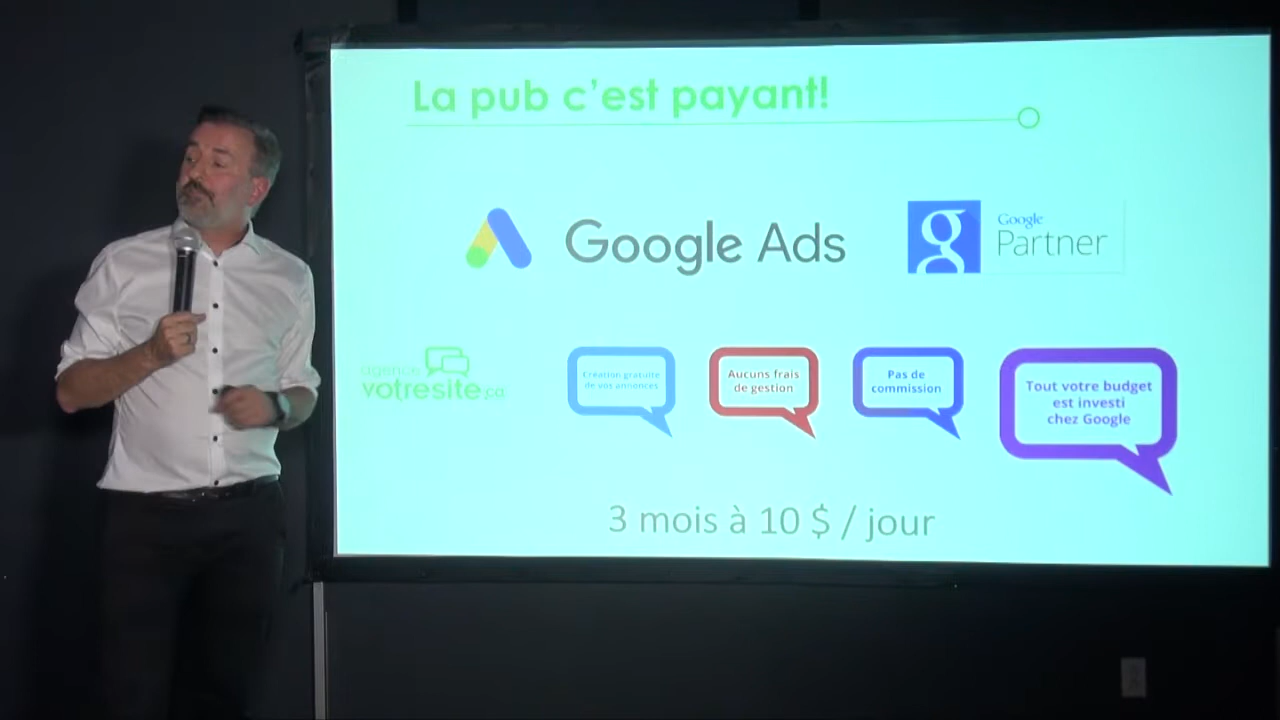 La pub c'est payant!
Google Ads
Google
Partner
agence
votresite.ca
Création gratuite
de vos annonces
Aucuns frais
de gestion
Pas de
commission
Tout votre budget
est investi
chez Google
3 mois à 10 $ / jour